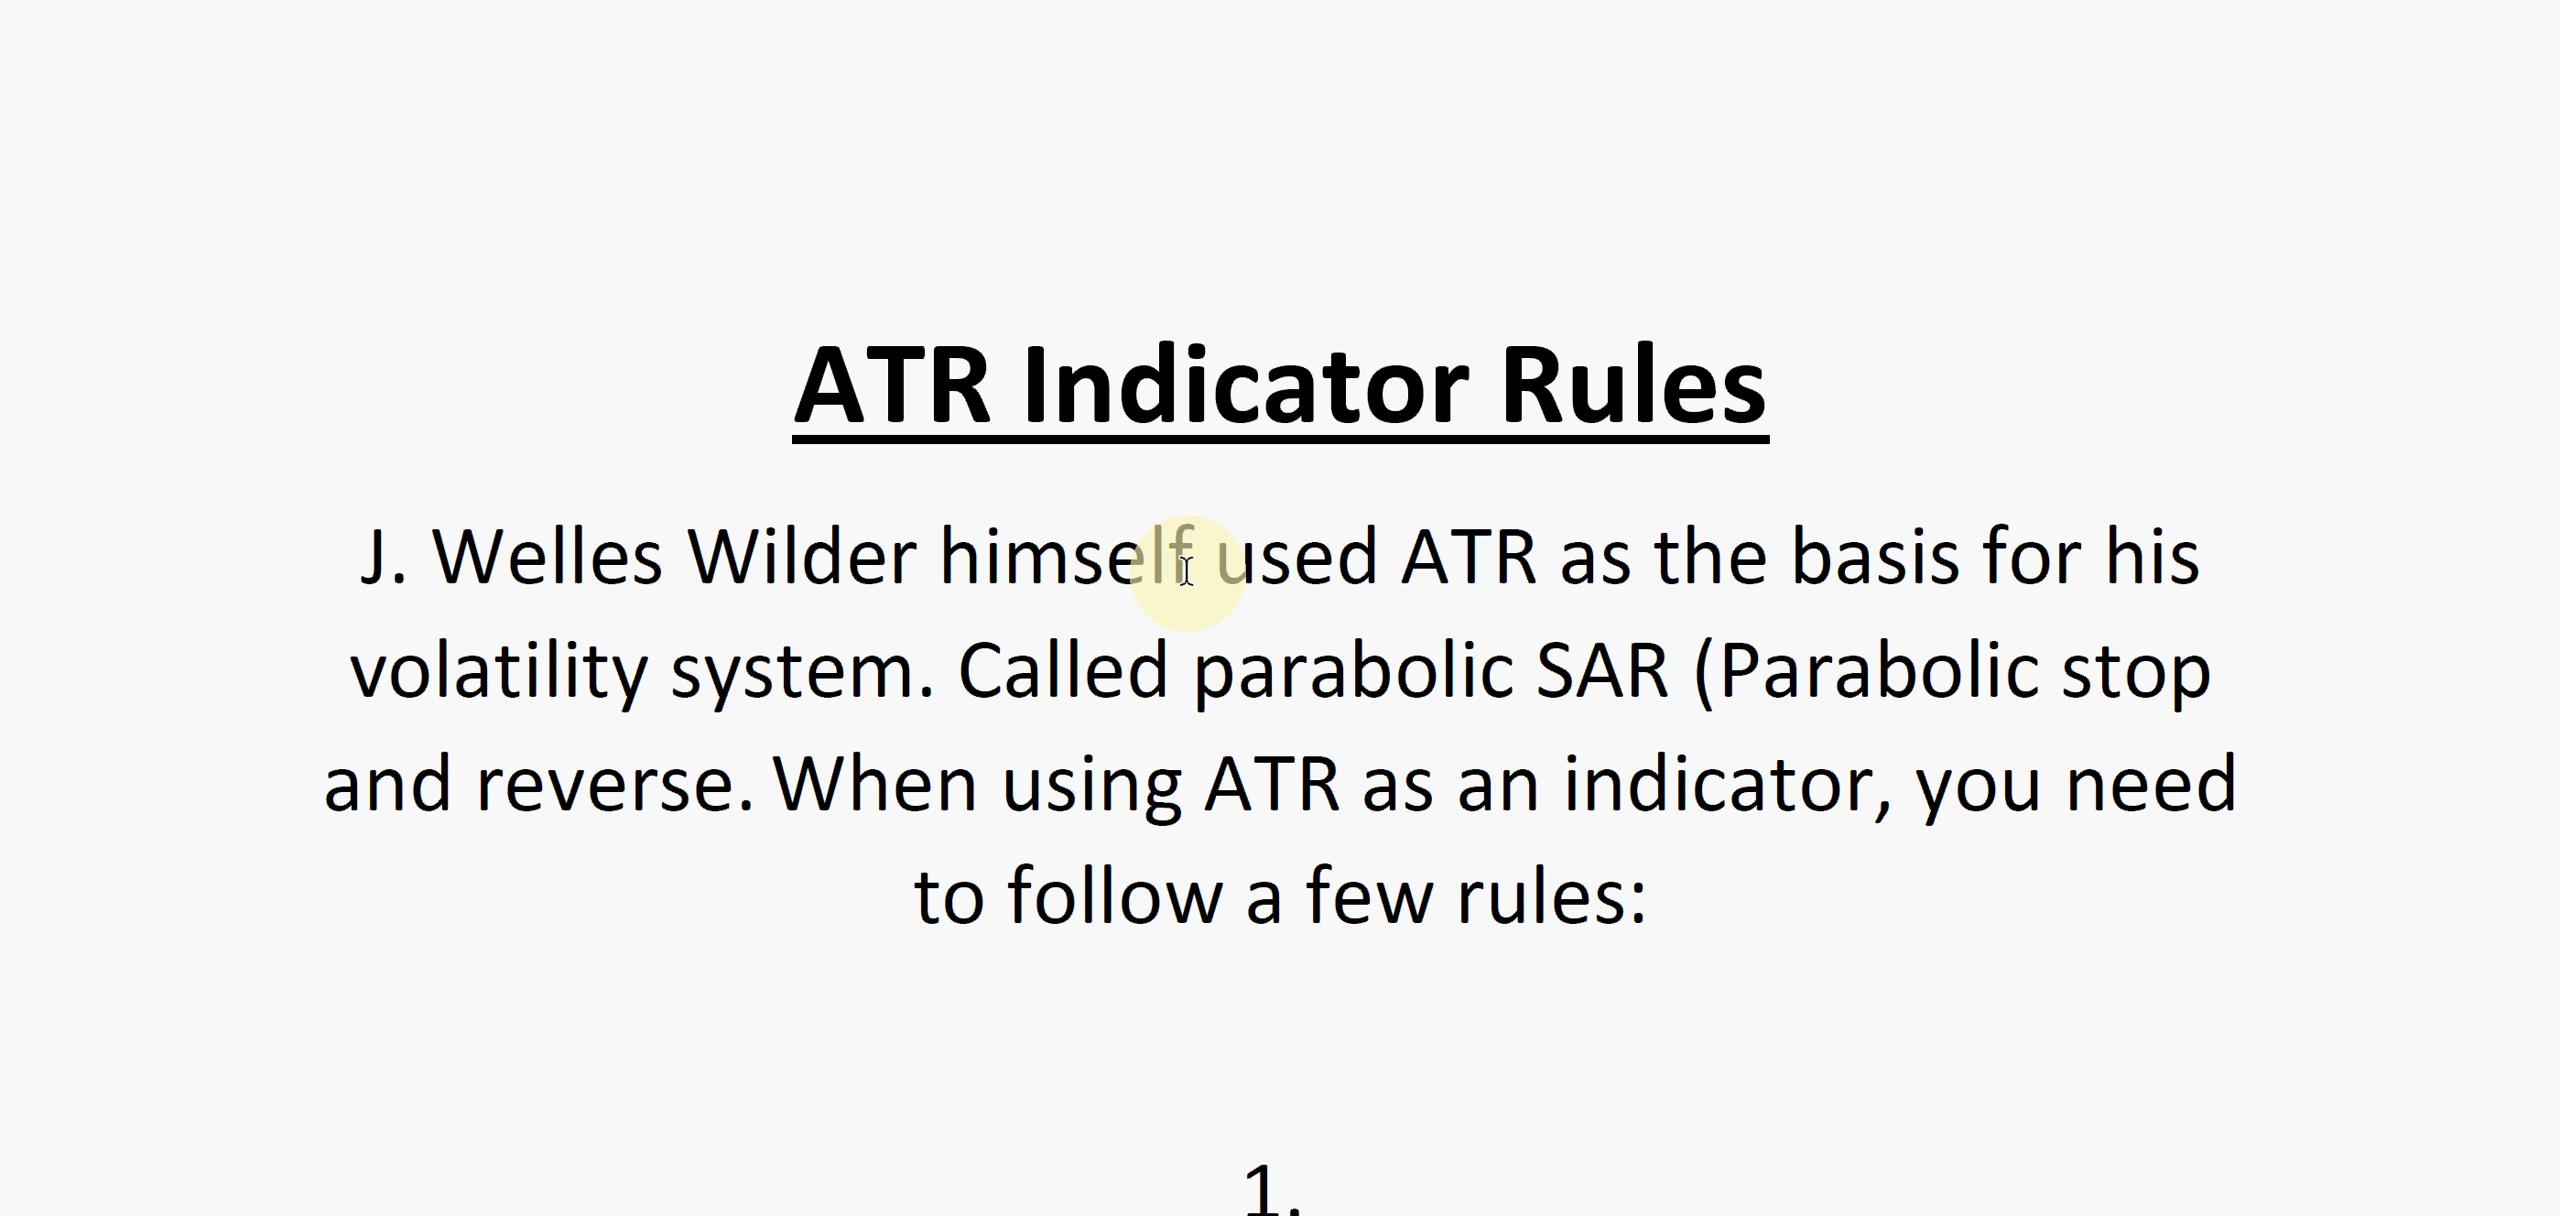 ATR Indicator Rules
J. Welles Wilder himself used ATR as the basis for his
volatility system. Called parabolic SAR (Parabolic stop
and reverse. When using ATR as an indicator, you need
to follow a few rules:
1.